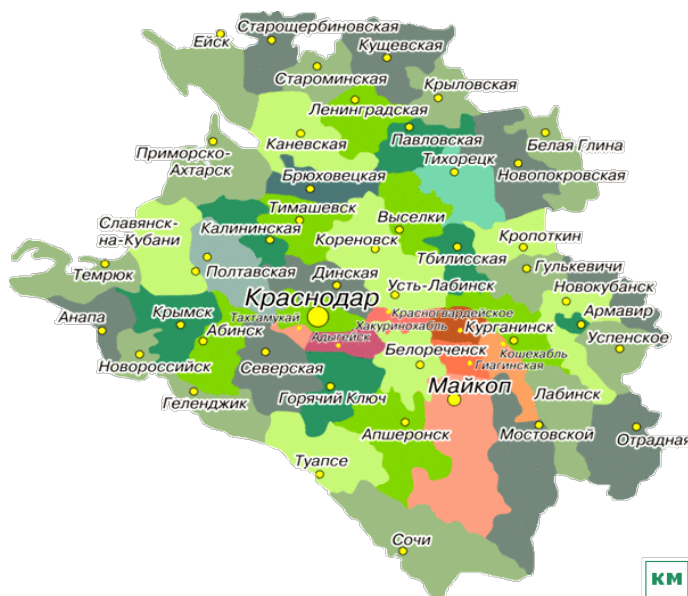 Старощербиновская
Ейск
Кущевская
Староминская
Крыловская
Ленинградская
Каневская
Павловская
Белая Глина
Приморско-
Ахтарск
Тихорецк
Новопокровская
Брюховецкая
Тимашевск
Славянск-
на-Кубани
Калининская
Выселки
Кореновск
Кропоткин
Тбилисская
Темрюк
Полтавская
Динская
Гулькевичи
Усть-Лабинск
Новокубанск
Краснодар
Анапа
Крымск
Тахтамукай
Красногвардейское
Армавир
Абинск
Хакуринохабль
Курганинск
Успенское
Адыгейск
Белореченск
Кошехабль
Новороссийск
Северская
Гиагинская
Майкоп
Геленджик
Горячий Ключ
Лабинск
Апшеронск
Мостовской
Отрадная
Туапсе
Сочи
КМ